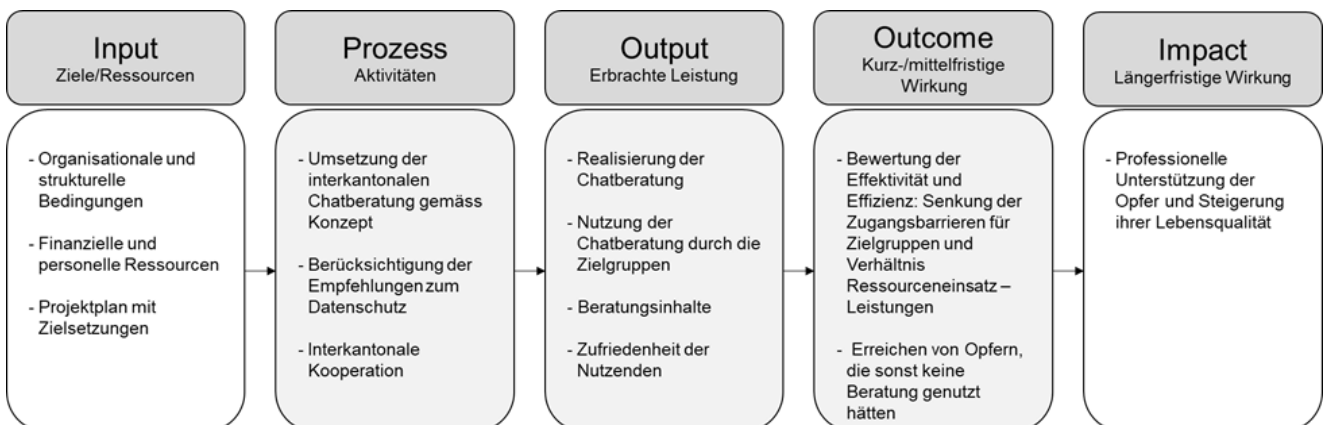 Input
Ziele/Ressourcen
- Organisationale und
strukturelle
Bedingungen
- Finanzielle und
personelle Ressourcen
- Projektplan mit
Zielsetzungen
Prozess
Aktivitäten
- Umsetzung der
interkantonalen
Chatberatung gemäss
Konzept
- Berücksichtigung der
Empfehlungen zum
Datenschutz
- Interkantonale
Kooperation
Output
Erbrachte Leistung
- Realisierung der
Chatberatung
- Nutzung der
Chatberatung durch die
Zielgruppen
- Beratungsinhalte
- Zufriedenheit der
Nutzenden
Outcome
Kurz-/mittelfristige
Wirkung
- Bewertung der
Effektivität und
Effizienz: Senkung der
Zugangsbarrieren für
Zielgruppen und
Verhältnis
Ressourceneinsatz –
Leistungen
- Erreichen von Opfern,
die sonst keine
Beratung genutzt
hätten
Impact
Längerfristige Wirkung
- Professionelle
Unterstützung der
Opfer und Steigerung
ihrer Lebensqualität